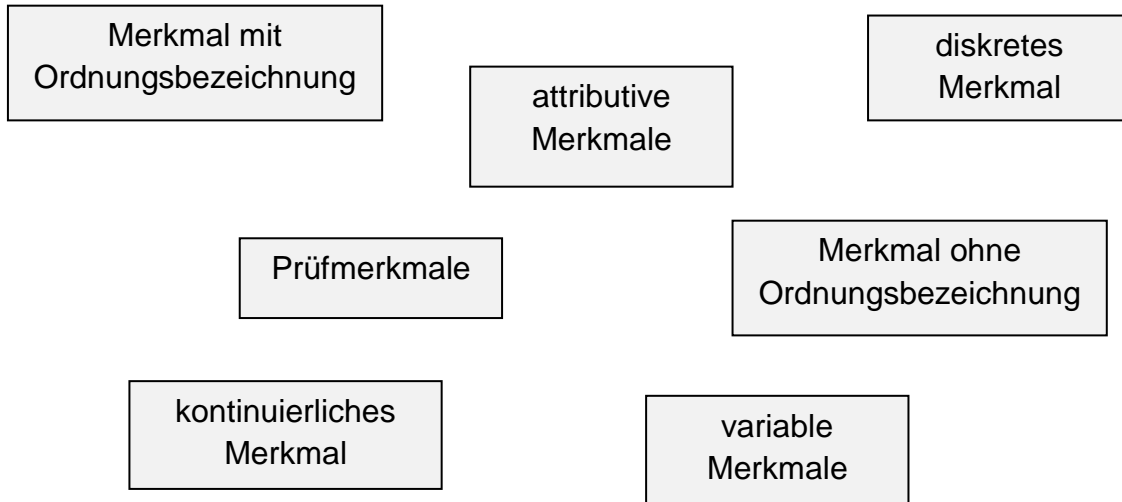 Merkmal mit
Ordnungsbezeichnung
diskretes
Merkmal
attributive
Merkmale
Prüfmerkmale
Merkmal ohne
Ordnungsbezeichnung
kontinuierliches
Merkmal
variable
Merkmale